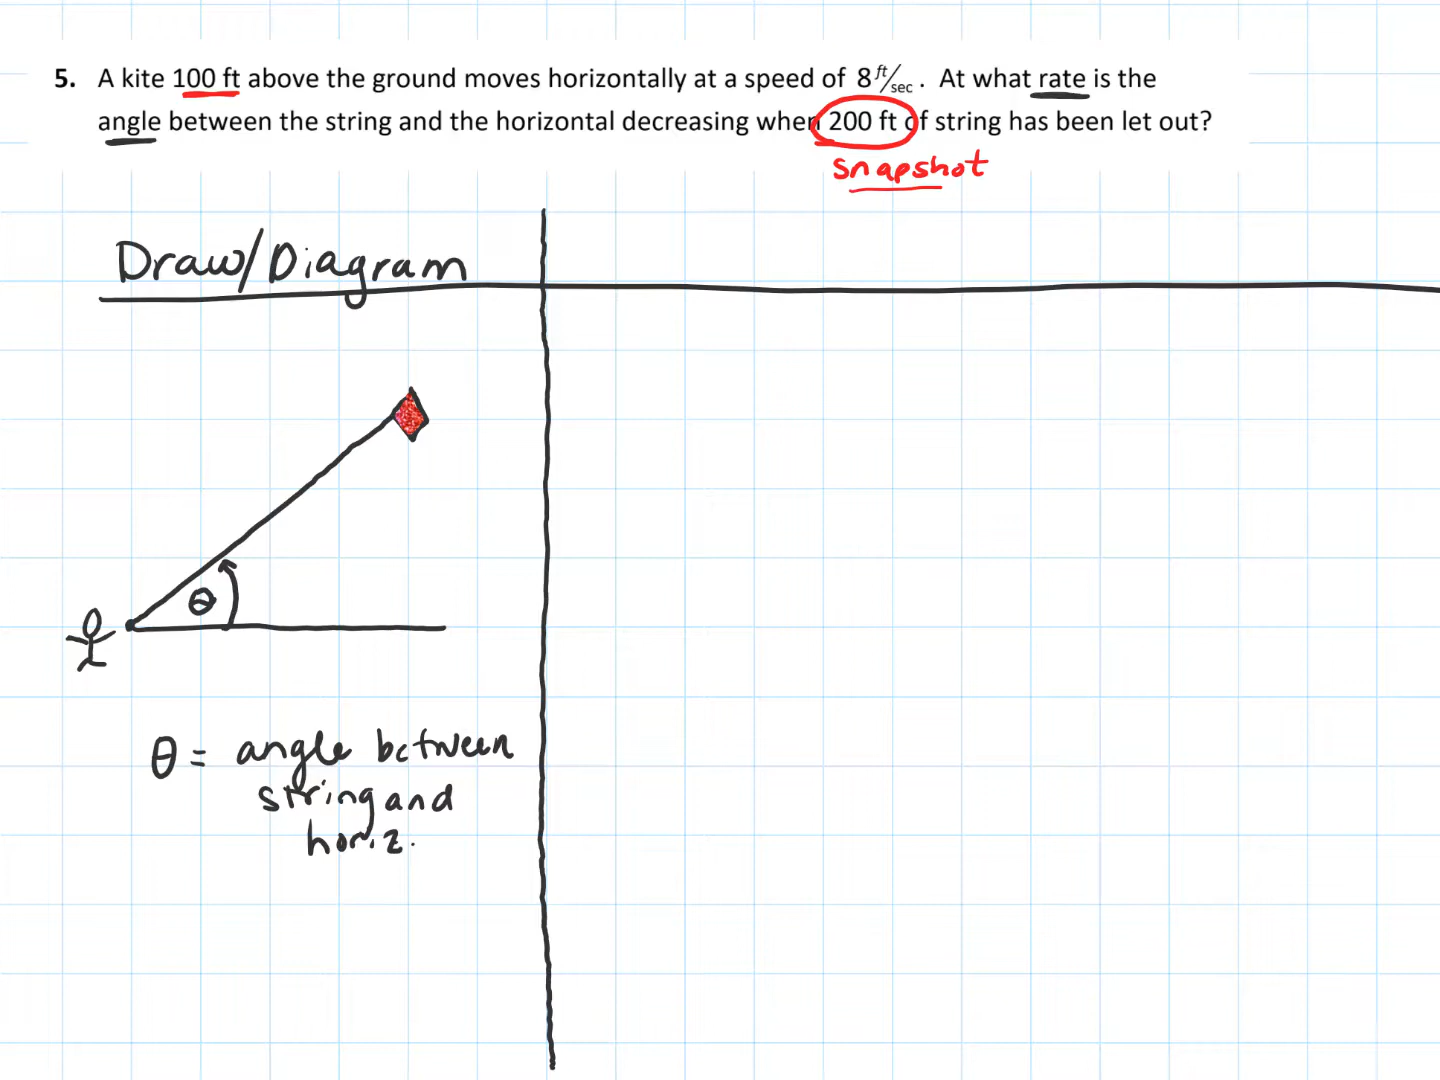 5. A kite 100 ft above the ground moves horizontally at a speed of 8 ft/sec. At what rate is the
angle between the string and the horizontal decreasing when 200 ft of string has been let out?
snapshot
Draw/Diagram
θ
θ = angle between
string and
horiz.